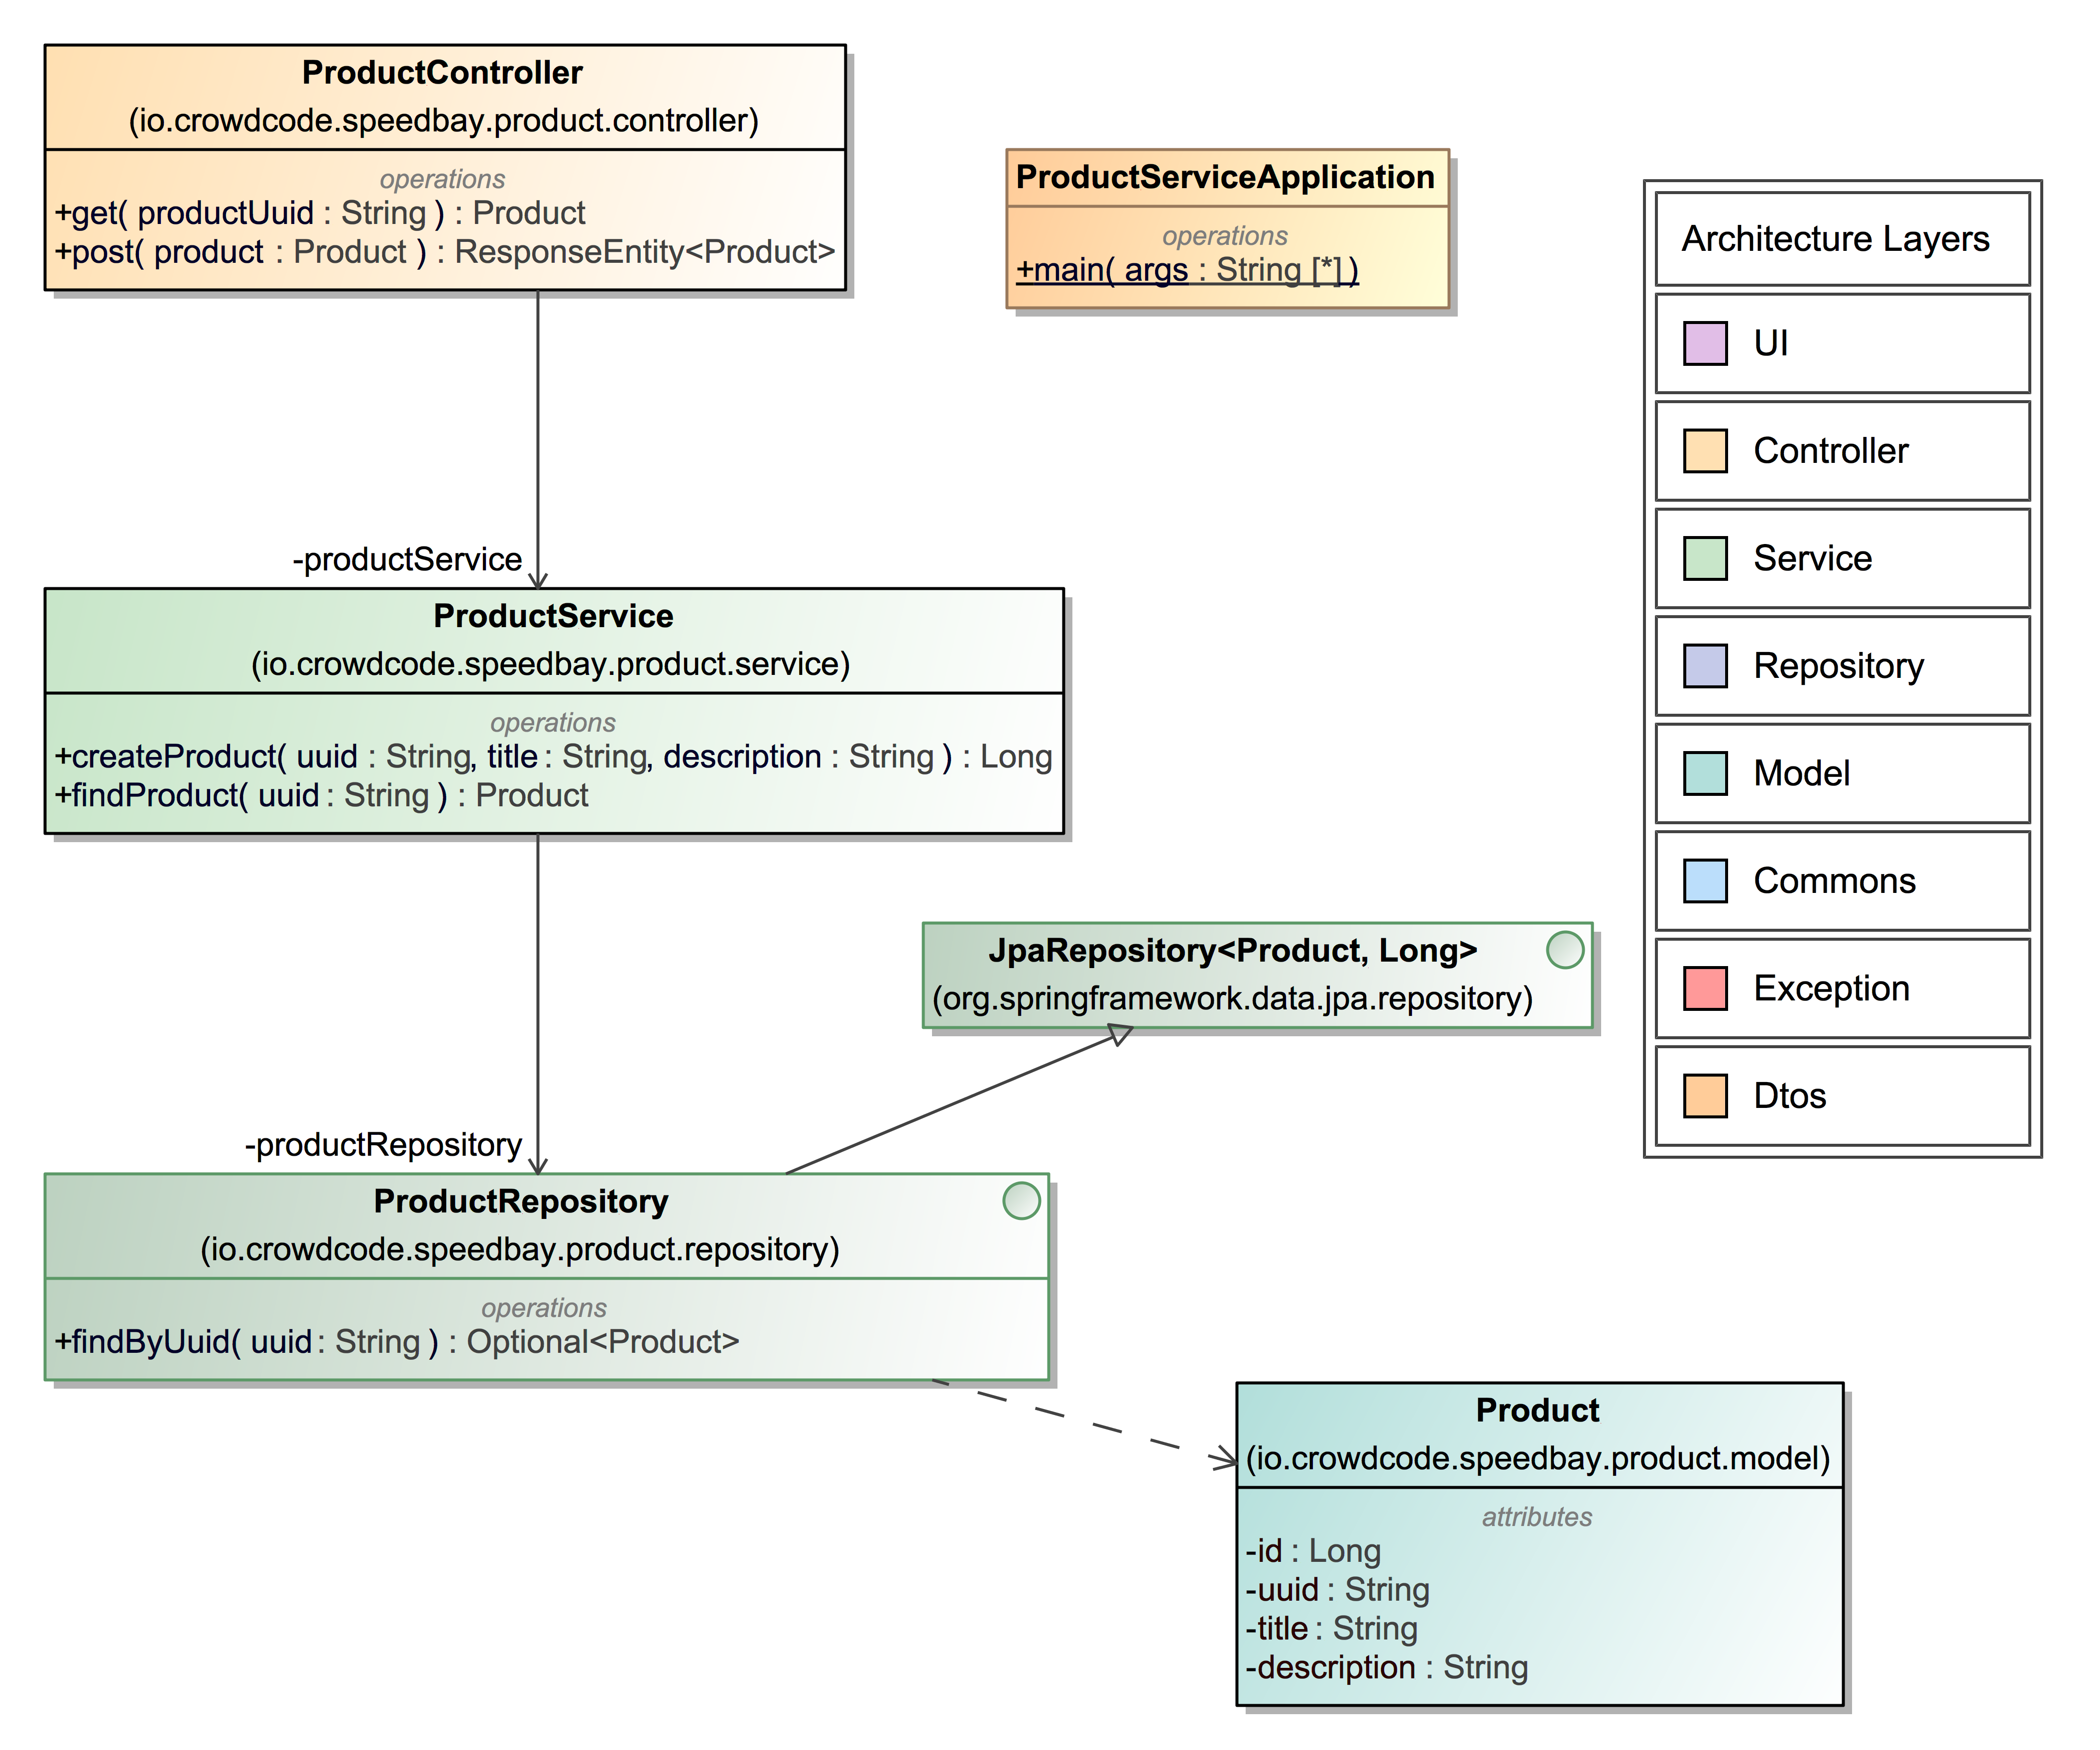 ProductController
(io.crowdcode.speedbay.product.controller)
operations
+get( productUuid : String ) : Product
+post( product : Product ) : ResponseEntity<Product>
ProductServiceApplication
operations
+main( args : String [*] )
Architecture Layers
UI
Controller
Service
Repository
Model
Commons
Exception
Dtos
-productService
ProductService
(io.crowdcode.speedbay.product.service)
operations
+createProduct( uuid : String, title : String, description : String ) : Long
+findProduct( uuid : String ) : Product
JpaRepository<Product, Long>
(org.springframework.data.jpa.repository)
-productRepository
ProductRepository
(io.crowdcode.speedbay.product.repository)
operations
+findByUuid( uuid : String ) : Optional<Product>
Product
(io.crowdcode.speedbay.product.model)
attributes
-id : Long
-uuid : String
-title : String
-description : String